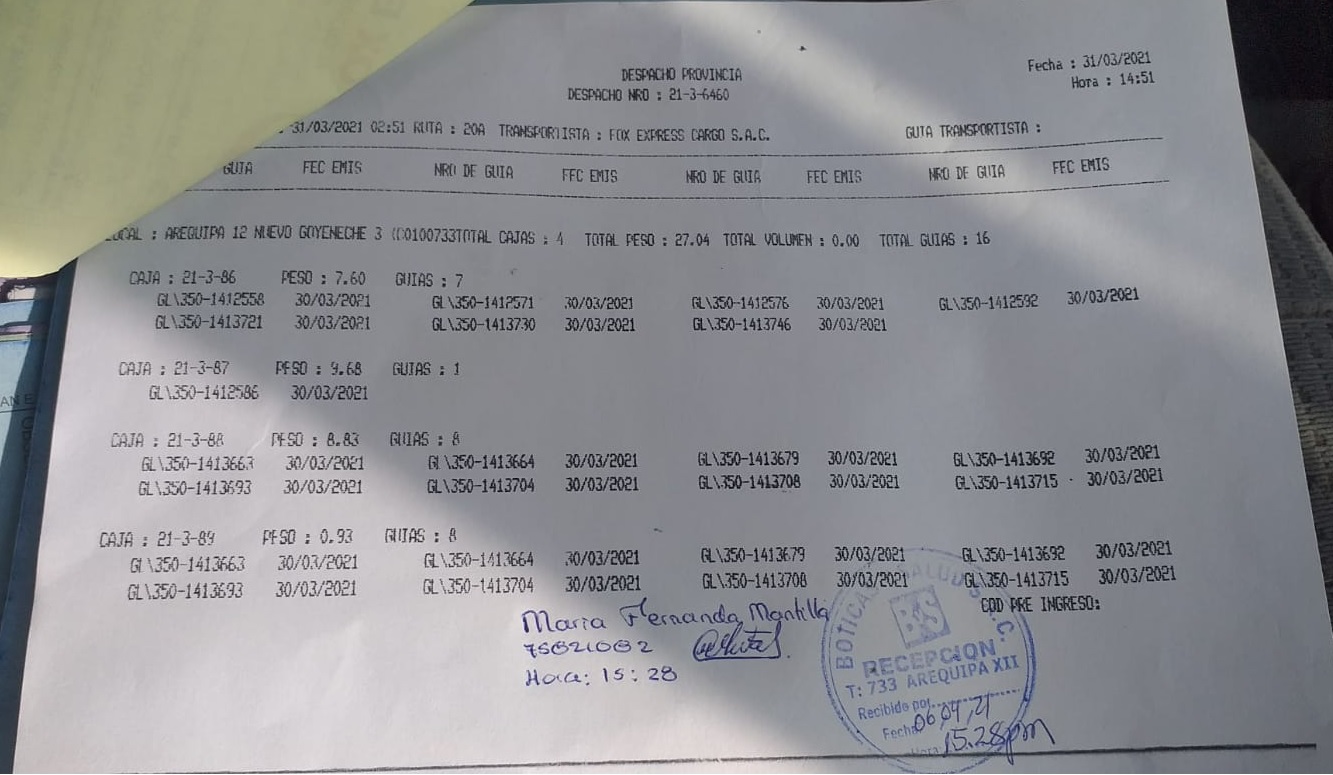 Fecha : 31/03/2021
Hora : 14:51
DESPACHO PROVINCIA
DESPACHO NRO : 21-3-6460
31/03/2021 02:51 RUTA : 20A TRANSPORTISTA : FOX EXPRESS CARGO S.A.C. GUIA TRANSPORTISTA :
GUIA FEC EMIS NRO DE GUIA FEC EMIS NRO DE GUIA FEC EMIS NRO DE GUIA FEC EMIS
LOCAL : AREQUIPA 12 NUEVO GOYENECHE 3 (00100733TOTAL CAJAS : 4 TOTAL PESO : 27.04 TOTAL VOLUMEN : 0.00 TOTAL GUIAS : 16
CAJA : 21-3-86 PESO : 7.60 GUIAS : 7
GL\350-1412558 30/03/2021 GL\350-1412571 30/03/2021 GL\350-1412576 30/03/2021 GL\350-1412592 30/03/2021
GL\350-1413721 30/03/2021 GL\350-1413730 30/03/2021 GL\350-1413746 30/03/2021
CAJA : 21-3-87 PESO : 9.68 GUIAS : 1
GL\350-1412586 30/03/2021
CAJA : 21-3-88 PESO : 8.83 GUIAS : 8
GL\350-1413663 30/03/2021 GL\350-1413664 30/03/2021 GL\350-1413679 30/03/2021 GL\350-1413692 30/03/2021
GL\350-1413693 30/03/2021 GL\350-1413704 30/03/2021 GL\350-1413708 30/03/2021 GL\350-1413715 30/03/2021
CAJA : 21-3-89 PESO : 0.93 GUIAS : 8
GL\350-1413663 30/03/2021 GL\350-1413664 30/03/2021 GL\350-1413679 30/03/2021 GL\350-1413692 30/03/2021
GL\350-1413693 30/03/2021 GL\350-1413704 30/03/2021 GL\350-1413708 30/03/2021 GL\350-1413715 30/03/2021
COD PRE INGRESO:
Maria Fernanda Mantilla
Hora: 15:28
BOTICAS SALUD
RECEPCION
T: 733 AREQUIPA XII
Recibido por
Fecha 06 04 21
Hora 15.28pm